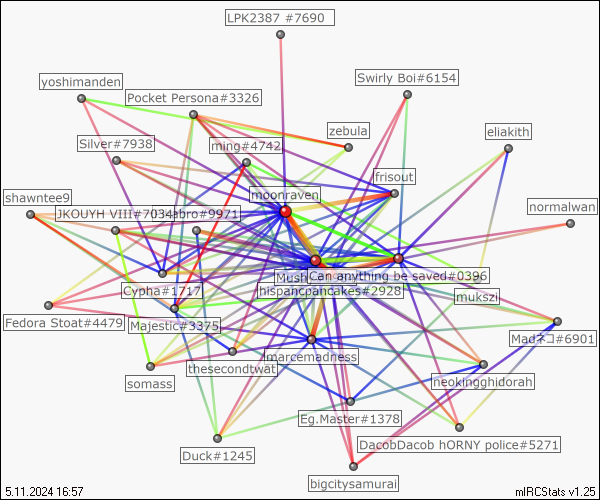 LPK2387 #7690
Swirly Boi#6154
yoshimanden
Pocket Persona#3326
zebula
eliakith
Silver#7938
ming#4742
frisout
moonraven
shawntee9
JKOUYH VIII#7034
abro#9971
normalwan
Mush
Can anything be saved#0396
Cypha#1717
hispancpancakes#2928
mukszi
Fedora Stoat#4479
Majestic#3375
Madネコ#6901
marcemadness
thesecondtwat
somass
neokingghidorah
Eg.Master#1378
DacobDacob hORNY police#5271
Duck#1245
bigcitysamurai
5.11.2024 16:57
mIRCStats v1.25